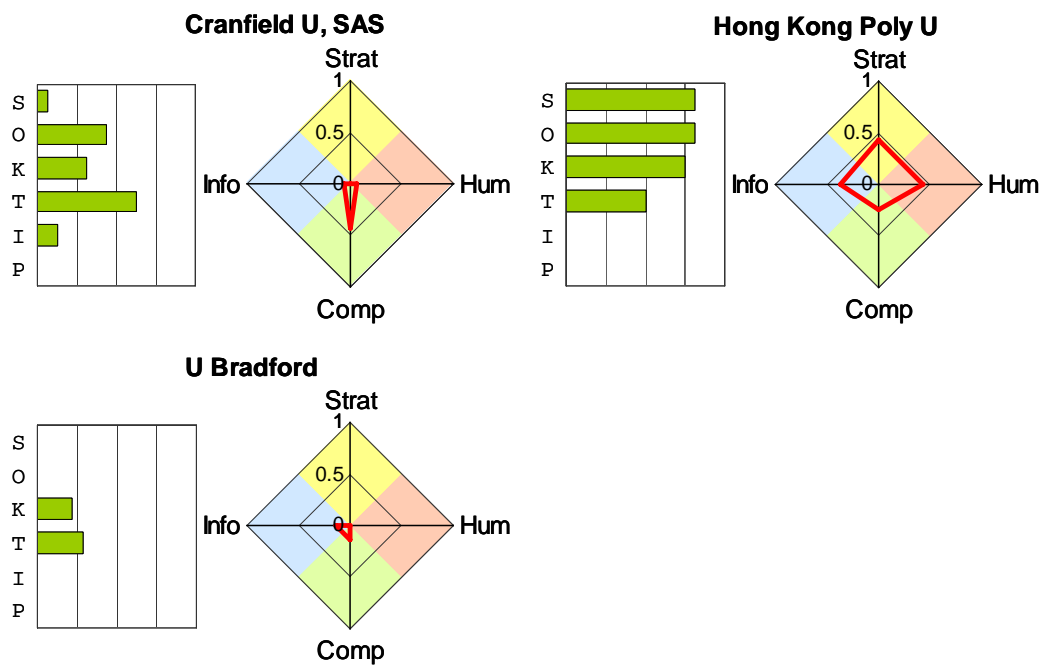 Cranfield U, SAS
S
O
K
T
I
P
Strat
1
0.5
0
Info
Hum
Comp
Hong Kong Poly U
S
O
K
T
I
P
Strat
1
0.5
0
Info
Hum
Comp
U Bradford
S
O
K
T
I
P
Strat
1
0.5
0
Info
Hum
Comp